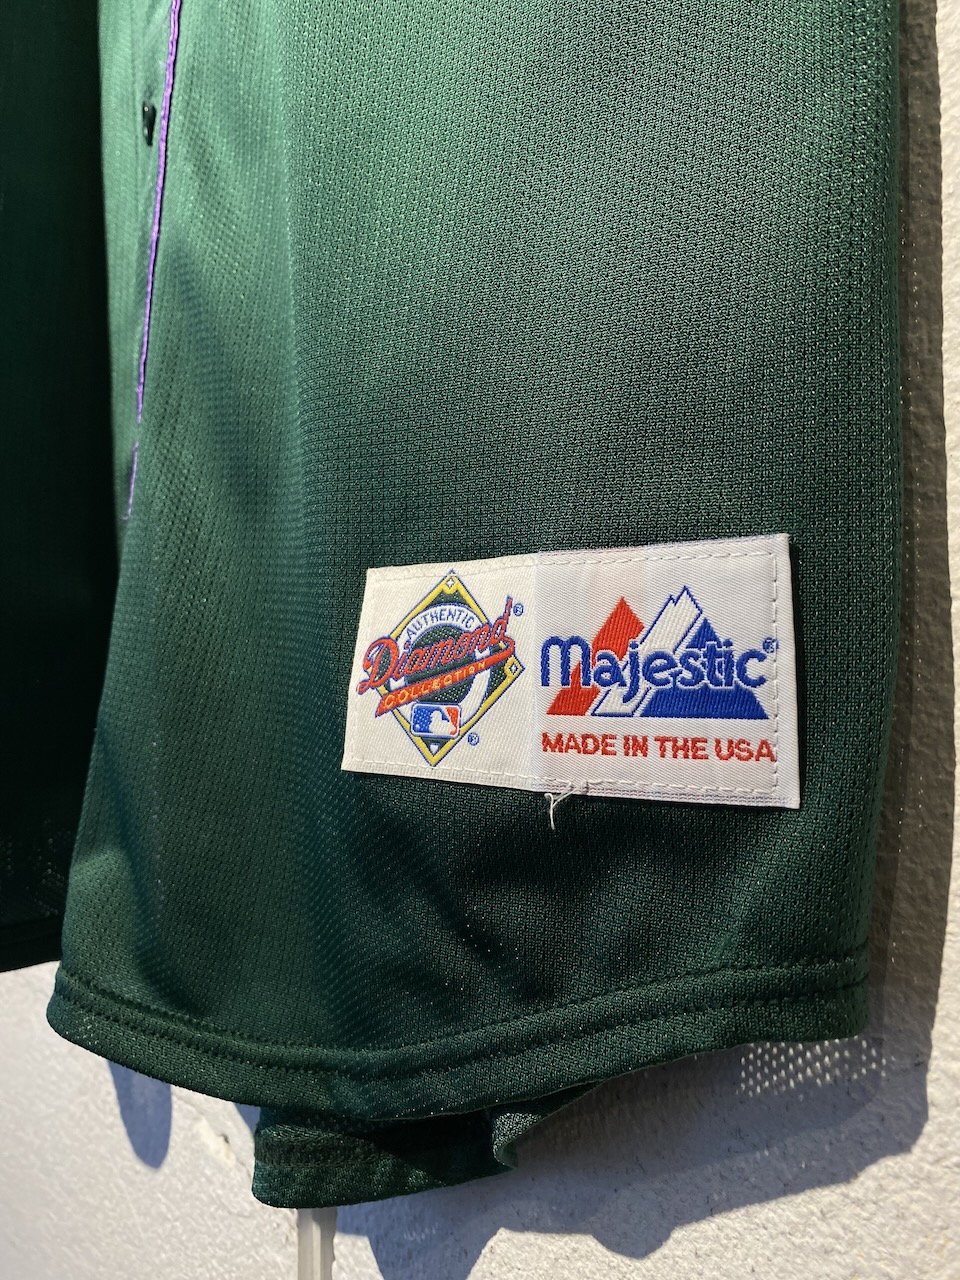 AUTHENTIC
Diamond®
COLLECTION
®
Majestic®
MADE IN THE USA